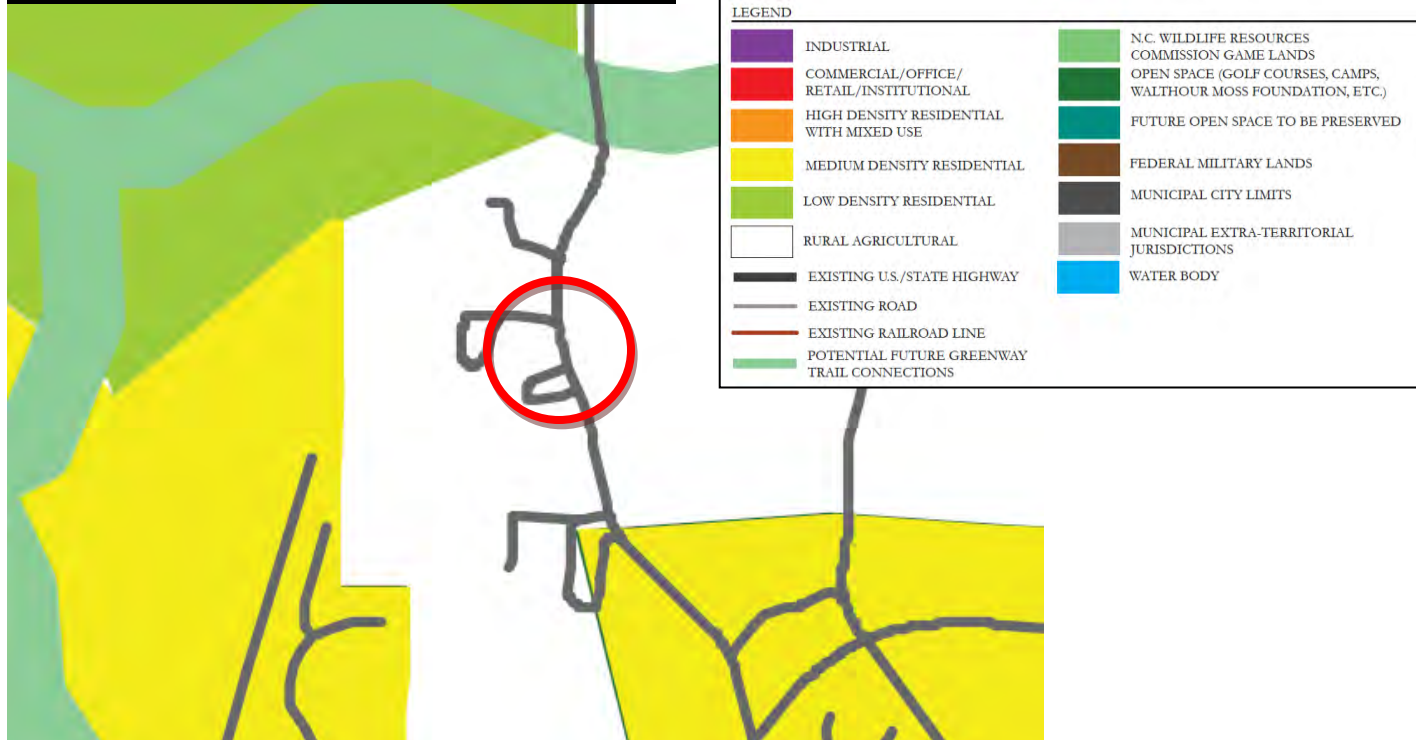 LEGEND
INDUSTRIAL
COMMERCIAL/OFFICE/
RETAIL/INSTITUTIONAL
HIGH DENSITY RESIDENTIAL
WITH MIXED USE
MEDIUM DENSITY RESIDENTIAL
LOW DENSITY RESIDENTIAL
RURAL AGRICULTURAL
EXISTING U.S./STATE HIGHWAY
EXISTING ROAD
EXISTING RAILROAD LINE
POTENTIAL FUTURE GREENWAY
TRAIL CONNECTIONS
N.C. WILDLIFE RESOURCES
COMMISSION GAME LANDS
OPEN SPACE (GOLF COURSES, CAMPS,
WALTHOUR MOSS FOUNDATION, ETC.)
FUTURE OPEN SPACE TO BE PRESERVED
FEDERAL MILITARY LANDS
MUNICIPAL CITY LIMITS
MUNICIPAL EXTRA-TERRITORIAL
JURISDICTIONS
WATER BODY